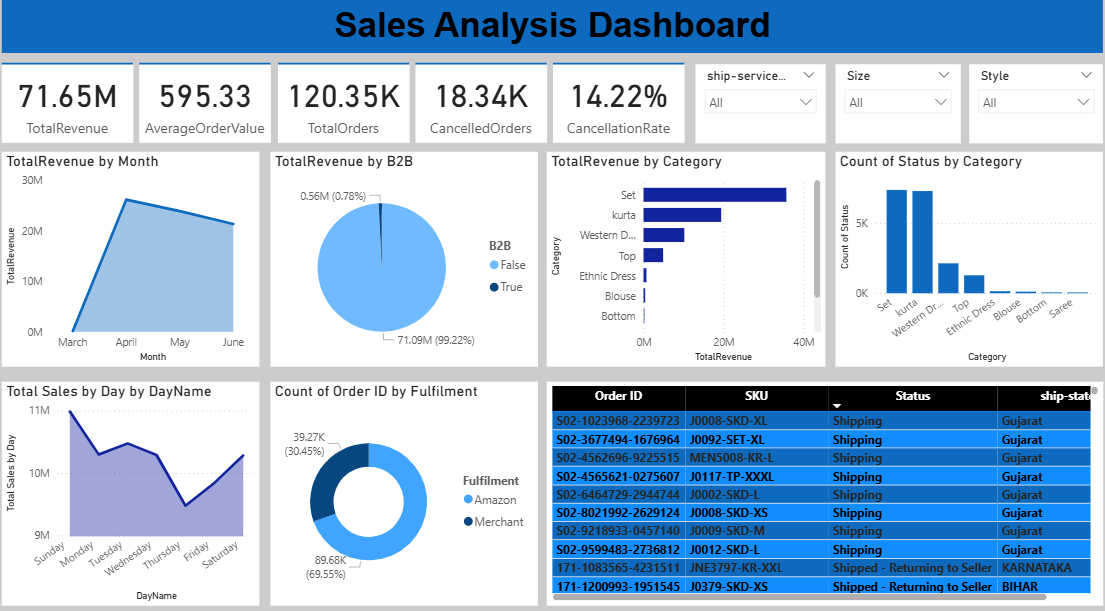 Sales Analysis Dashboard
71.65M
TotalRevenue
595.33
AverageOrderValue
120.35K
TotalOrders
18.34K
CancelledOrders
14.22%
CancellationRate
ship-service...
All
Size
All
Style
All
TotalRevenue by Month
30M
20M
10M
0M
TotalRevenue
March April May June
Month
TotalRevenue by B2B
0.56M (0.78%)
71.09M (99.22%)
B2B
False
True
TotalRevenue by Category
Category
Set
kurta
Western D...
Top
Ethnic Dress
Blouse
Bottom
0M 20M 40M
TotalRevenue
Count of Status by Category
Count of Status
5K
0K
Set kurta Western Dr... Top Ethnic Dress Blouse Bottom Saree
Category
Total Sales by Day by DayName
11M
10M
9M
Total Sales by Day
Sunday Monday Tuesday Wednesday Thursday Friday Saturday
DayName
Count of Order ID by Fulfilment
39.27K
(30.45%)
89.68K
(69.55%)
Fulfilment
Amazon
Merchant
Order ID SKU Status ship-state
S02-1023968-2239723 J0008-SKD-XL Shipping Gujarat
S02-3677494-1676964 J0092-SET-XL Shipping Gujarat
S02-4562696-9225515 MEN5008-KR-L Shipping Gujarat
S02-4565621-0275607 J0117-TP-XXXL Shipping Gujarat
S02-6464729-2944744 J0002-SKD-L Shipping Gujarat
S02-8021992-2629124 J0008-SKD-XS Shipping Gujarat
S02-9218933-0457140 J0009-SKD-M Shipping Gujarat
S02-9599483-2736812 J0012-SKD-L Shipping Gujarat
171-1083565-4231511 JNE3797-KR-XXL Shipped - Returning to Seller KARNATAKA
171-1200993-1951545 J0379-SKD-XS Shipped - Returning to Seller BIHAR